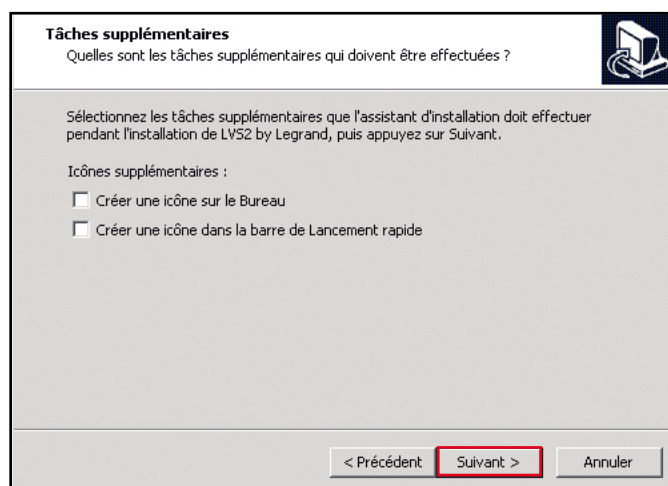 Tâches supplémentaires
Quelles sont les tâches supplémentaires qui doivent être effectuées ?
Sélectionnez les tâches supplémentaires que l'assistant d'installation doit effectuer
pendant l'installation de LVS2 by Legrand, puis appuyez sur Suivant.
Icônes supplémentaires :
Créer une icône sur le Bureau
Créer une icône dans la barre de Lancement rapide
< Précédent
Suivant >
Annuler